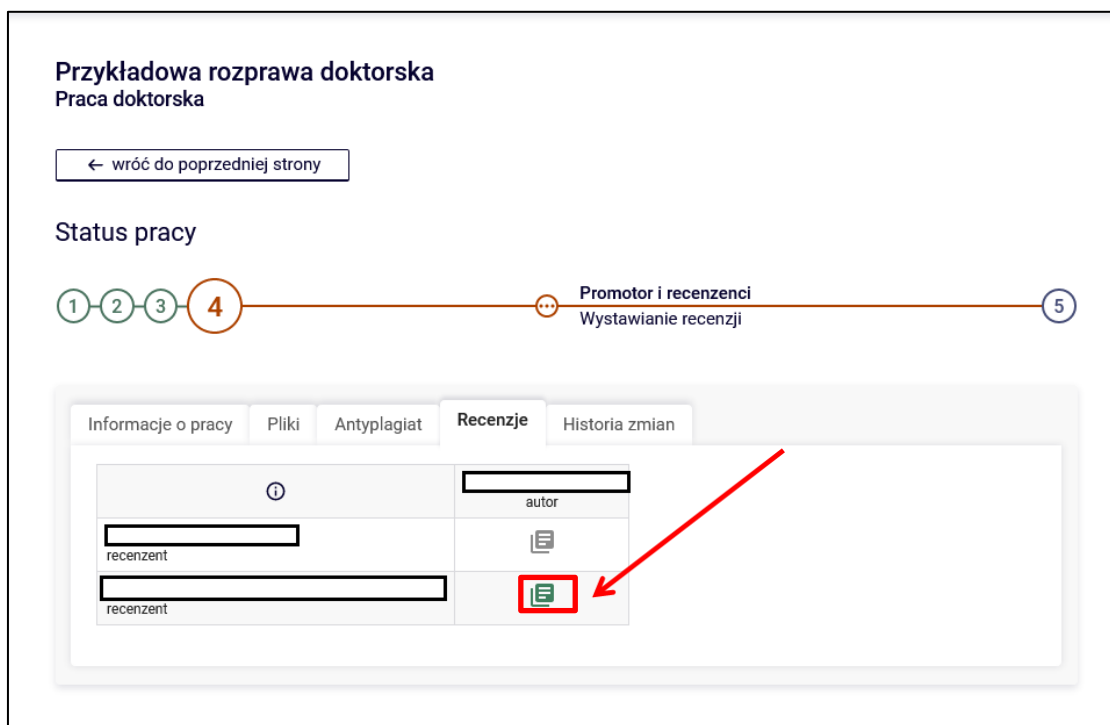 Przykładowa rozprawa doktorska
Praca doktorska
← wróć do poprzedniej strony
Status pracy
1 2 3 4 ... Promotor i recenzenci 5
Wystawianie recenzji
Informacje o pracy Pliki Antyplagiat Recenzje Historia zmian
autor
recenzent
recenzent